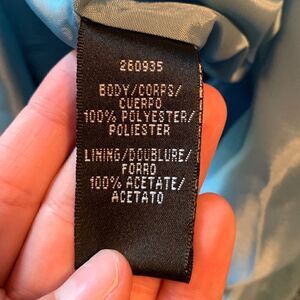 260935
BODY/CORPS/
CUERPO
100% POLYESTER/
POLIESTER
LINING/DOUBLURE/
FORRO
100% ACETATE/
ACETATO